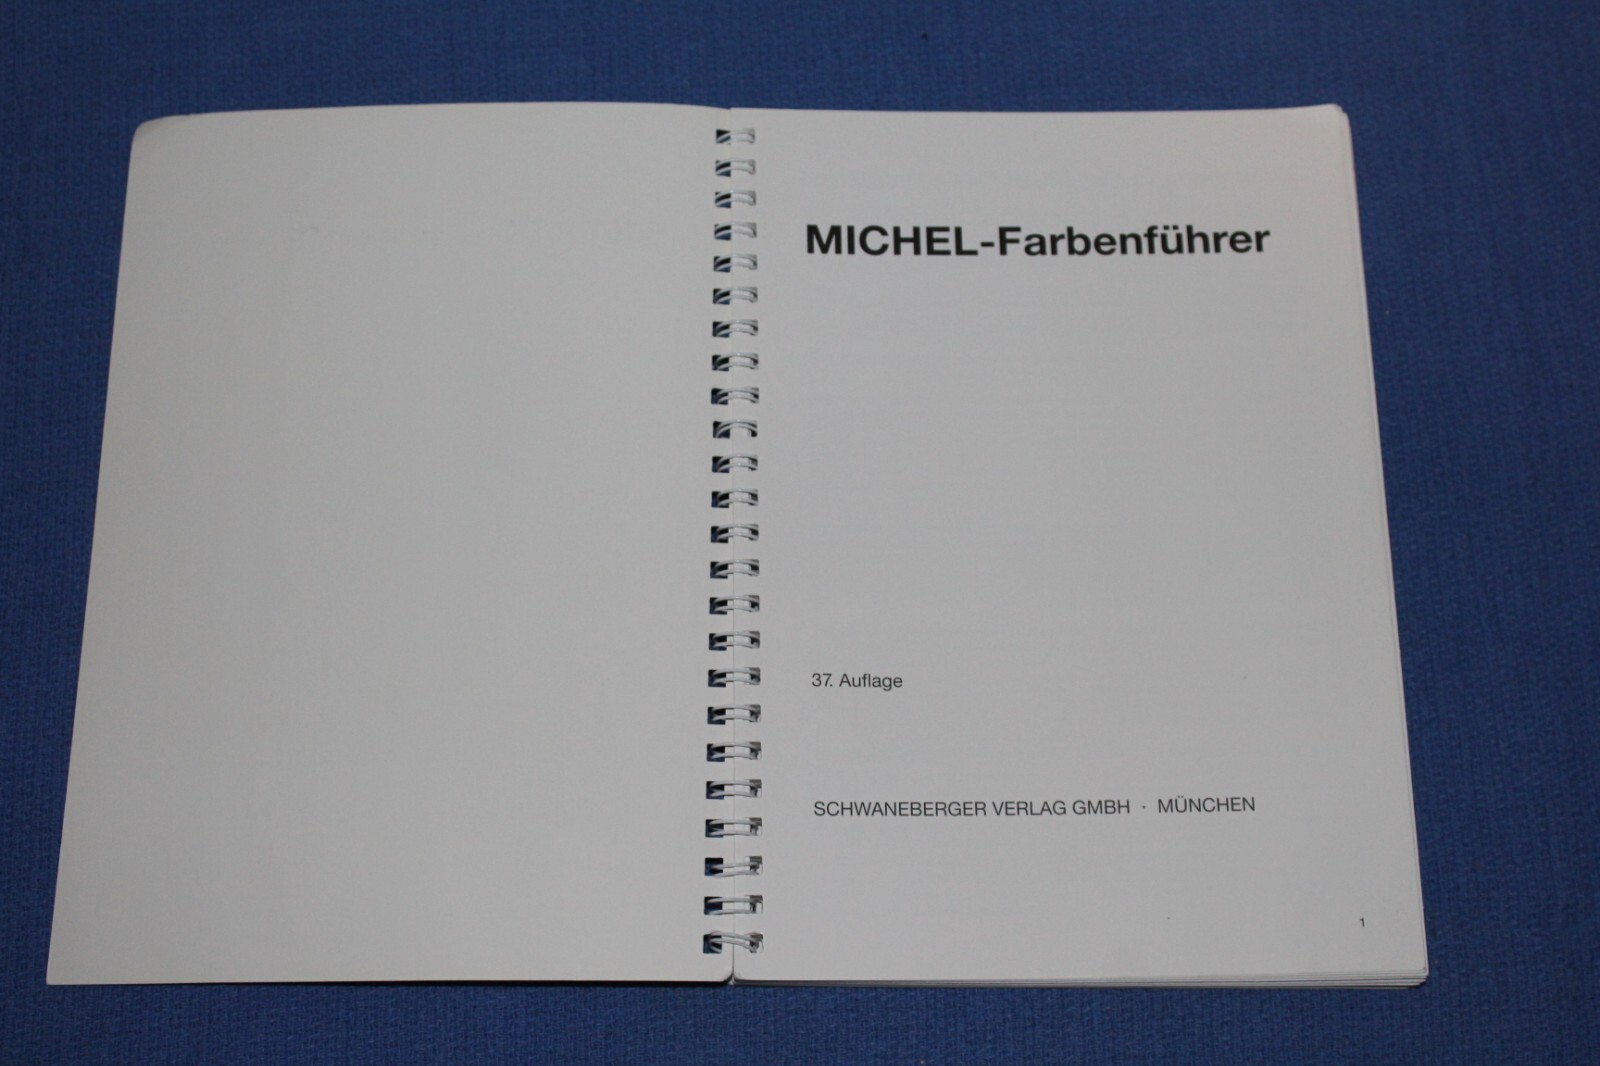 MICHEL-Farbenführer
37. Auflage
SCHWANEBERGER VERLAG GMBH · MÜNCHEN
1